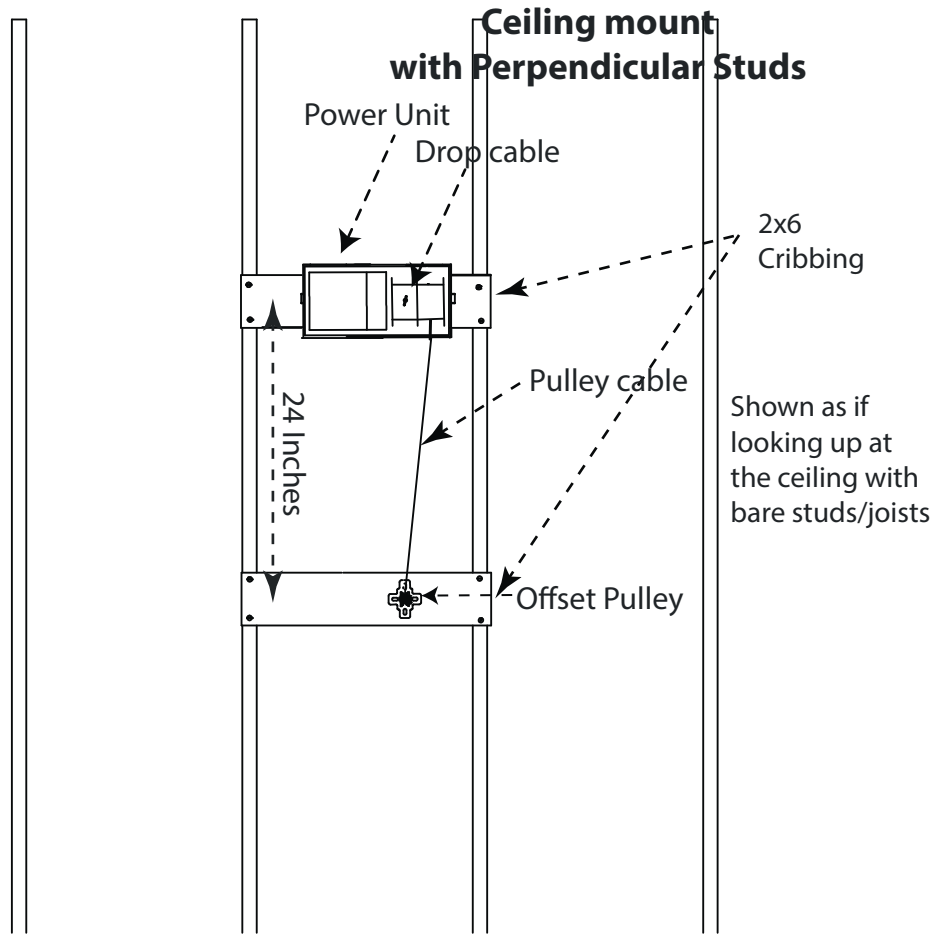 Ceiling mount
with Perpendicular Studs
Power Unit
Drop cable
2x6
Cribbing
Pulley cable
24 Inches
Shown as if
looking up at
the ceiling with
bare studs/joists
Offset Pulley